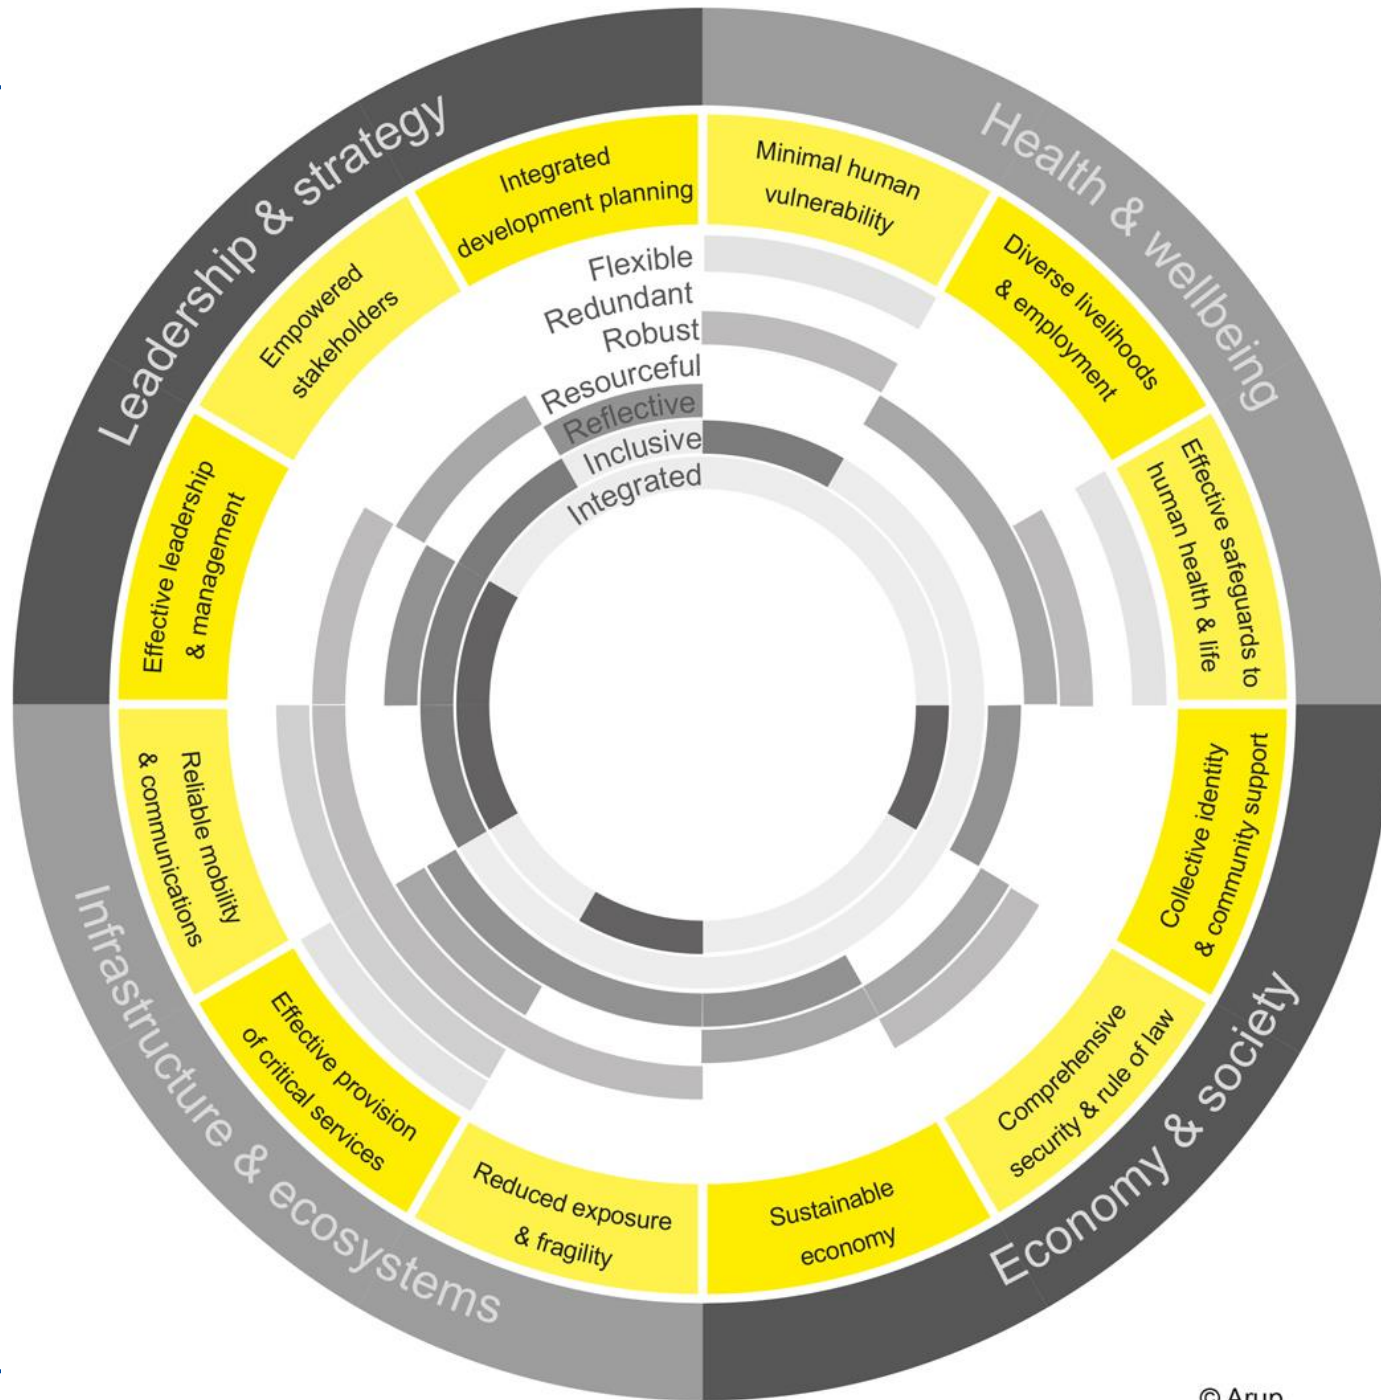 Leadership & strategy
Health & wellbeing
Economy & society
Infrastructure & ecosystems
Integrated
development planning
Minimal human
vulnerability
Diverse livelihoods
& employment
Effective safeguards to
human health & life
Collective identity
& community support
Comprehensive
security & rule of law
Sustainable
economy
Reduced exposure
& fragility
Effective provision
of critical services
Reliable mobility
& communications
Effective leadership
& management
Empowered
stakeholders
Flexible
Redundant
Robust
Resourceful
Reflective
Inclusive
Integrated
© Arup